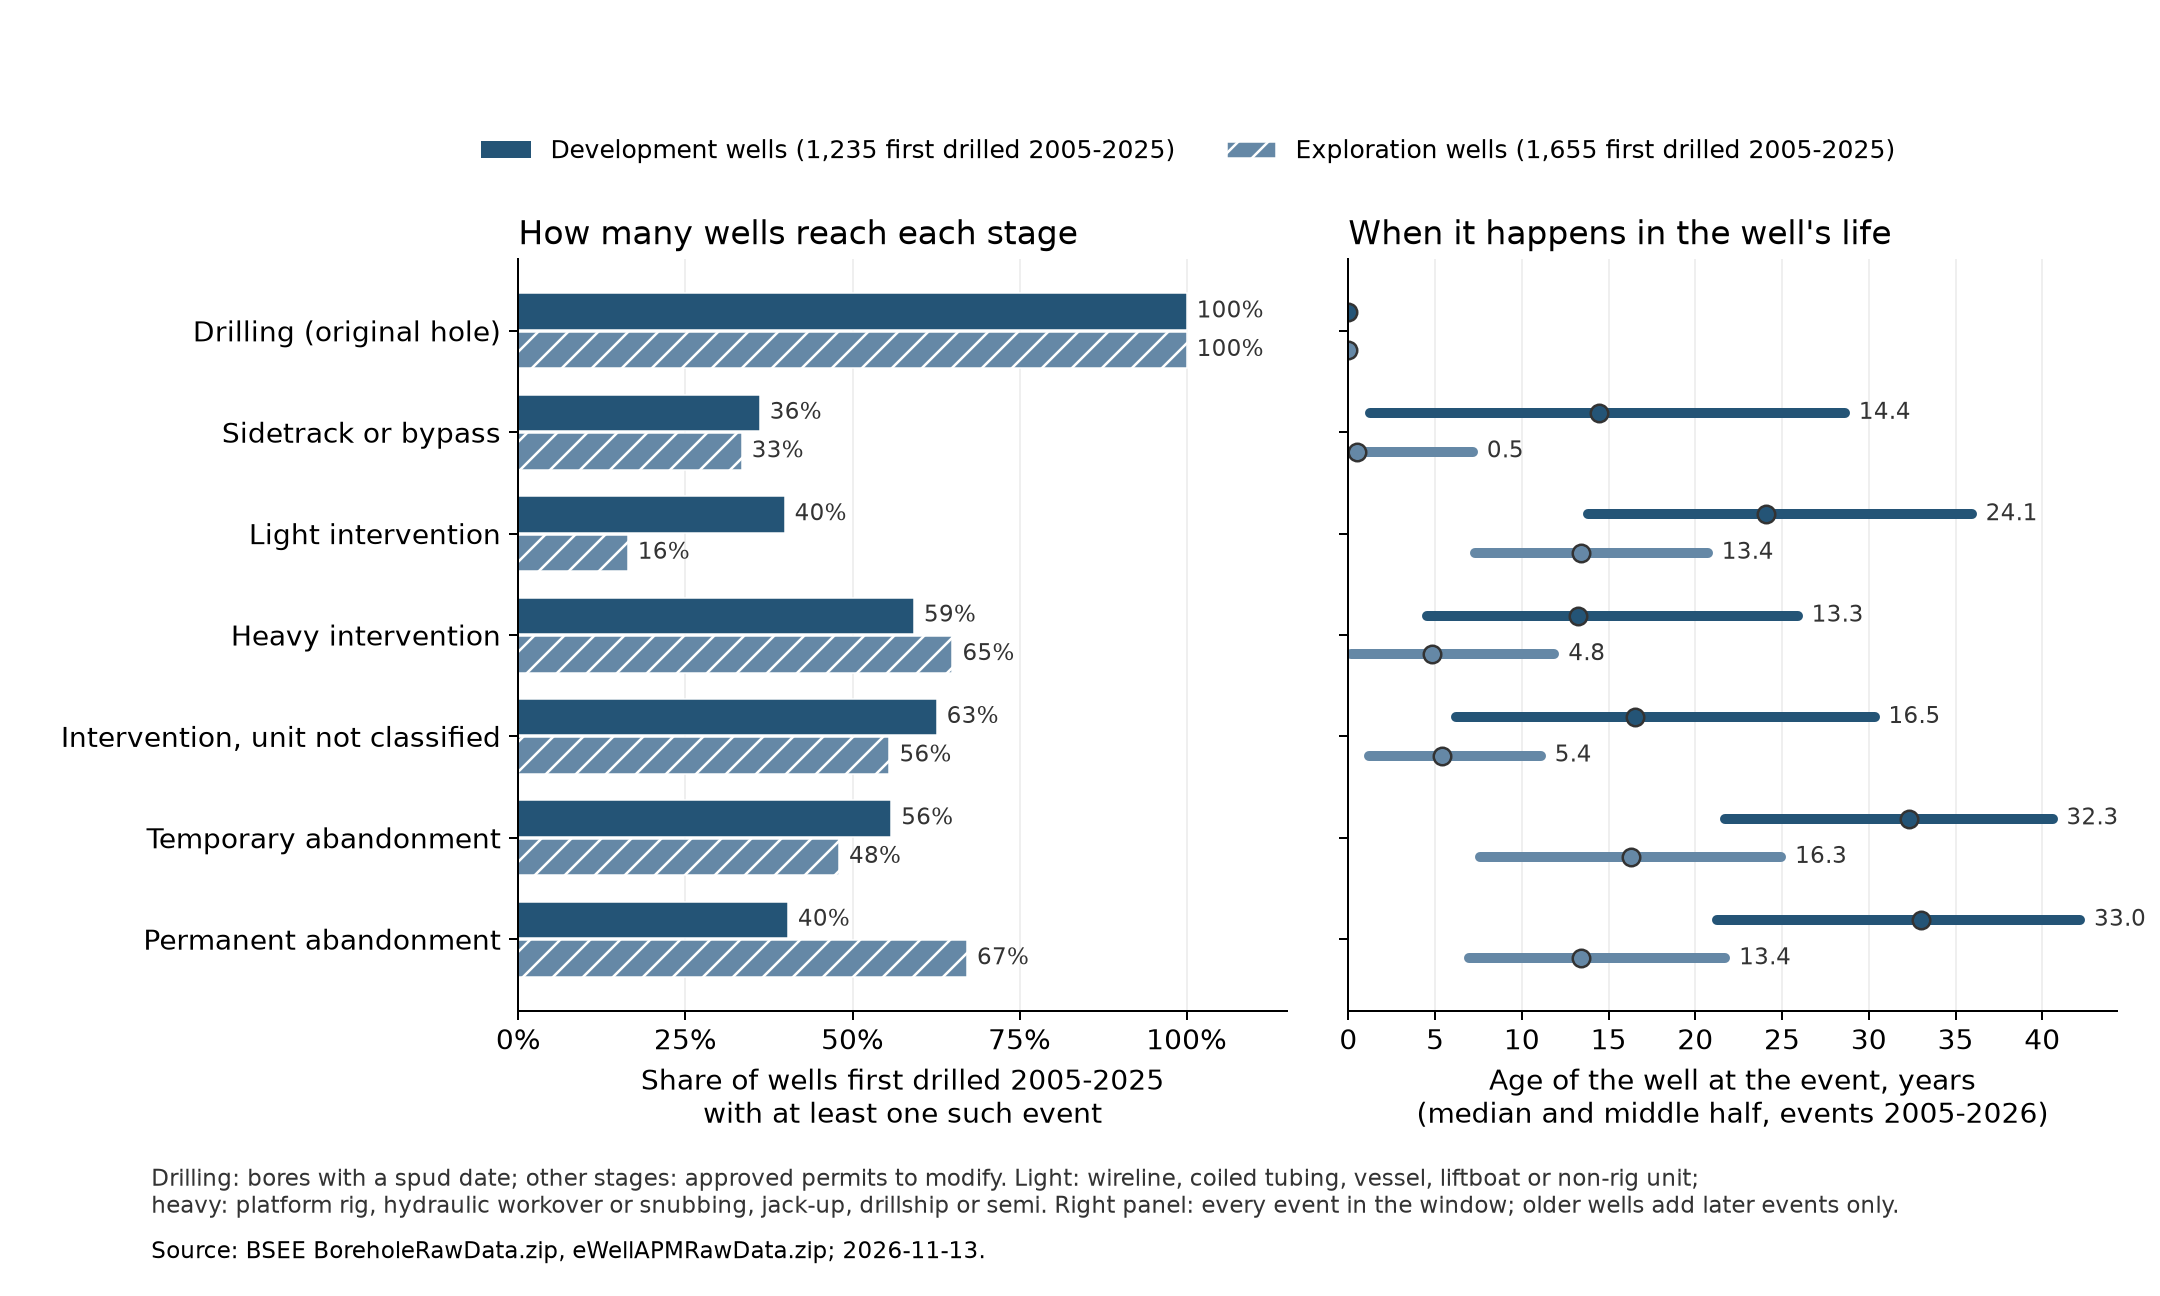 Development wells (1,235 first drilled 2005-2025)
Exploration wells (1,655 first drilled 2005-2025)
How many wells reach each stage
Drilling (original hole)
100%
100%
Sidetrack or bypass
36%
33%
Light intervention
40%
16%
Heavy intervention
59%
65%
Intervention, unit not classified
63%
56%
Temporary abandonment
56%
48%
Permanent abandonment
40%
67%
0% 25% 50% 75% 100%
Share of wells first drilled 2005-2025
with at least one such event
When it happens in the well's life
14.4
0.5
24.1
13.4
13.3
4.8
16.5
5.4
32.3
16.3
33.0
13.4
0 5 10 15 20 25 30 35 40
Age of the well at the event, years
(median and middle half, events 2005-2026)
Drilling: bores with a spud date; other stages: approved permits to modify. Light: wireline, coiled tubing, vessel, liftboat or non-rig unit;
heavy: platform rig, hydraulic workover or snubbing, jack-up, drillship or semi. Right panel: every event in the window; older wells add later events only.
Source: BSEE BoreholeRawData.zip, eWellAPMRawData.zip; 2026-11-13.